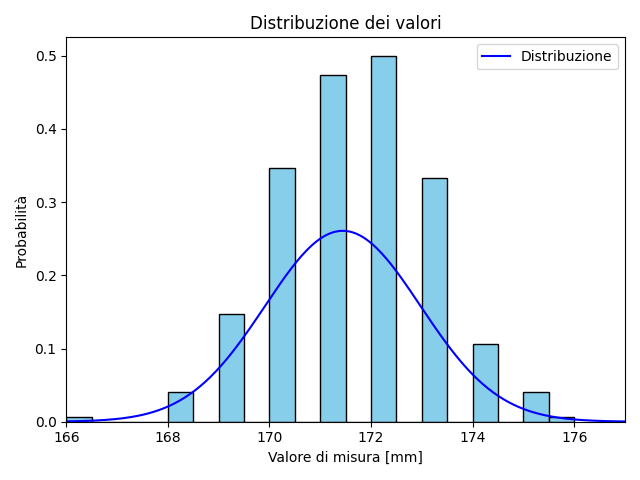 Distribuzione dei valori
Distribuzione
0.5
0.4
0.3
0.2
0.1
0.0
Probabilità
166 168 170 172 174 176
Valore di misura [mm]